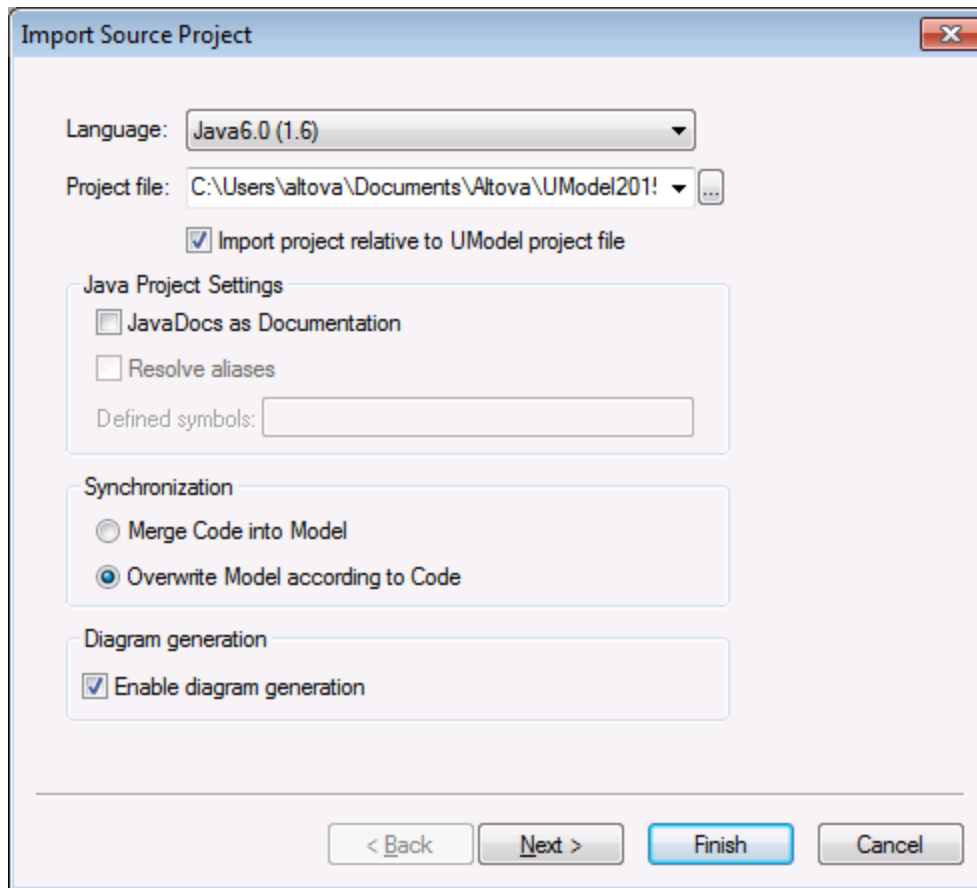 Import Source Project
Language: Java6.0 (1.6)
Project file: C:\Users\altova\Documents\Altova\UModel2015 ...
Import project relative to UModel project file
Java Project Settings
JavaDocs as Documentation
Resolve aliases
Defined symbols:
Synchronization
Merge Code into Model
Overwrite Model according to Code
Diagram generation
Enable diagram generation
< Back Next > Finish Cancel